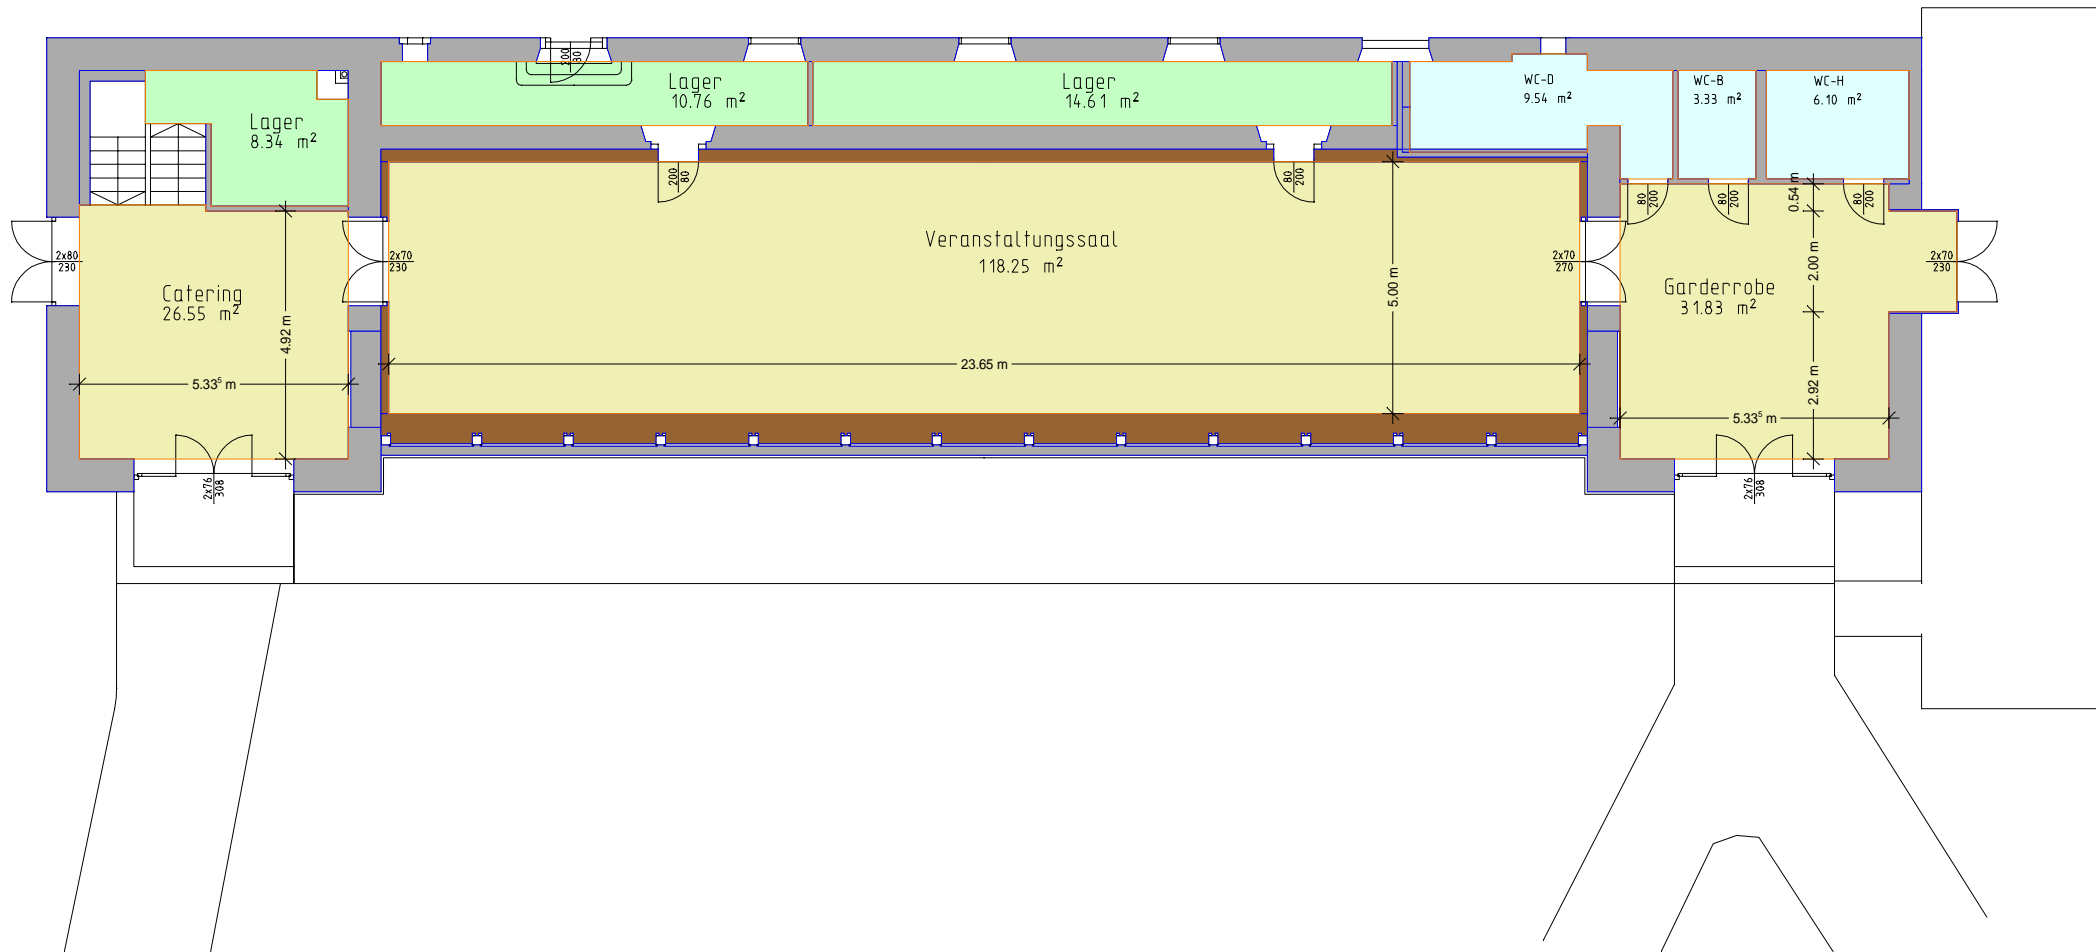 Lager
8.34 m²
Lager
10.76 m²
Lager
14.61 m²
WC-D
9.54 m²
WC-B
3.33 m²
WC-H
6.10 m²
200
80
80
200
80
200
80
200
80
200
0.54 m
2x80
230
2x70
230
Veranstaltungssaal
118.25 m²
2x70
270
2x70
230
Catering
26.55 m²
4.92 m
5.00 m
Garderrobe
31.83 m²
2.00 m
5.33⁵ m
23.65 m
2.92 m
5.33⁵ m
2x76
308
2x76
308